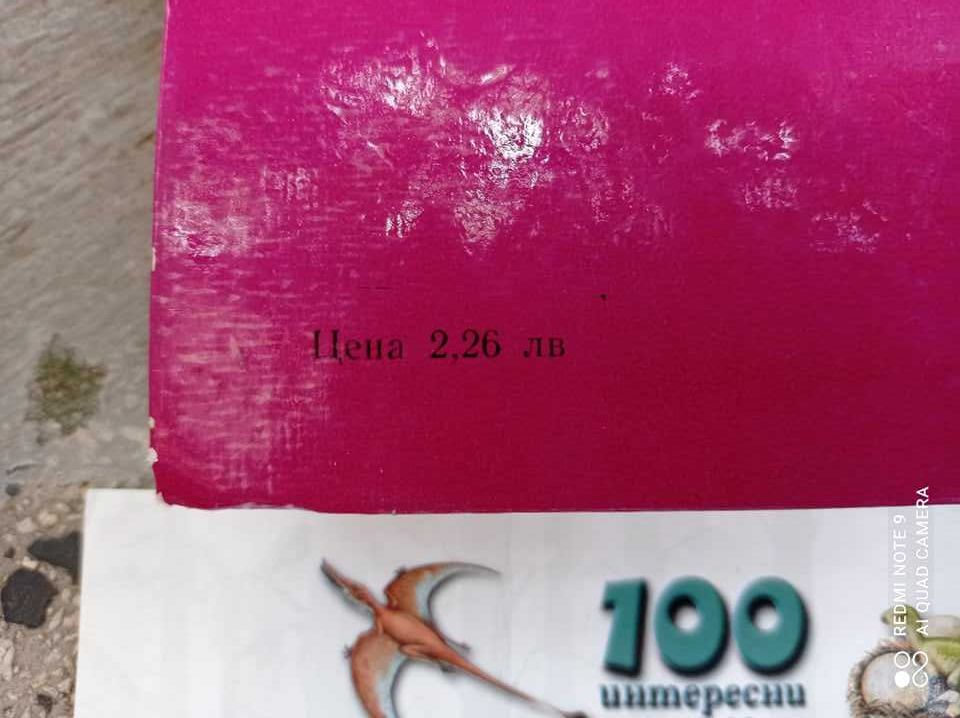 Цена 2,26 лв
100
интересни
REDMI NOTE 9
AI QUAD CAMERA